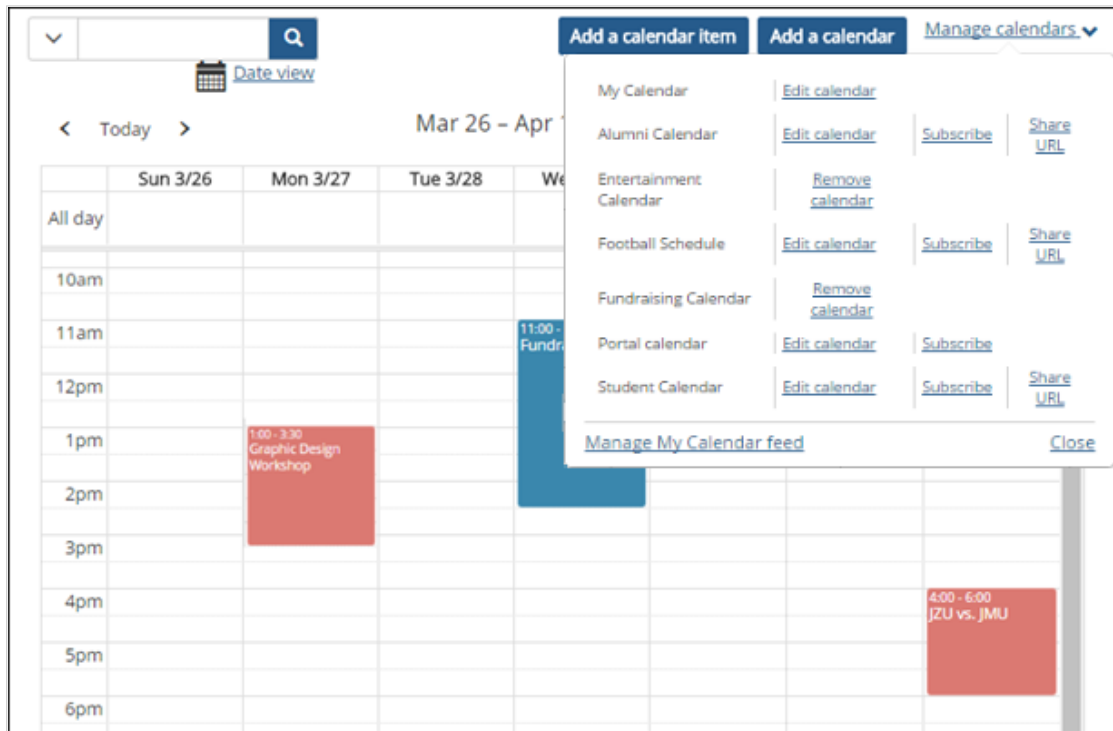 Add a calendar item Add a calendar Manage calendars
Date view
Today Mar 26 – Apr
My Calendar Edit calendar
Alumni Calendar Edit calendar Subscribe Share
URL
Entertainment
Calendar Remove
calendar
Football Schedule Edit calendar Subscribe Share
URL
Fundraising Calendar Remove
calendar
Portal calendar Edit calendar Subscribe
Student Calendar Edit calendar Subscribe Share
URL
Manage My Calendar feed Close
Sun 3/26 Mon 3/27 Tue 3/28
All day
10am
11am
11:00 -
12pm
1pm
1:00 - 3:30
Graphic Design
Workshop
2pm
3pm
4pm
4:00 - 6:00
JZU vs. JMU
5pm
6pm